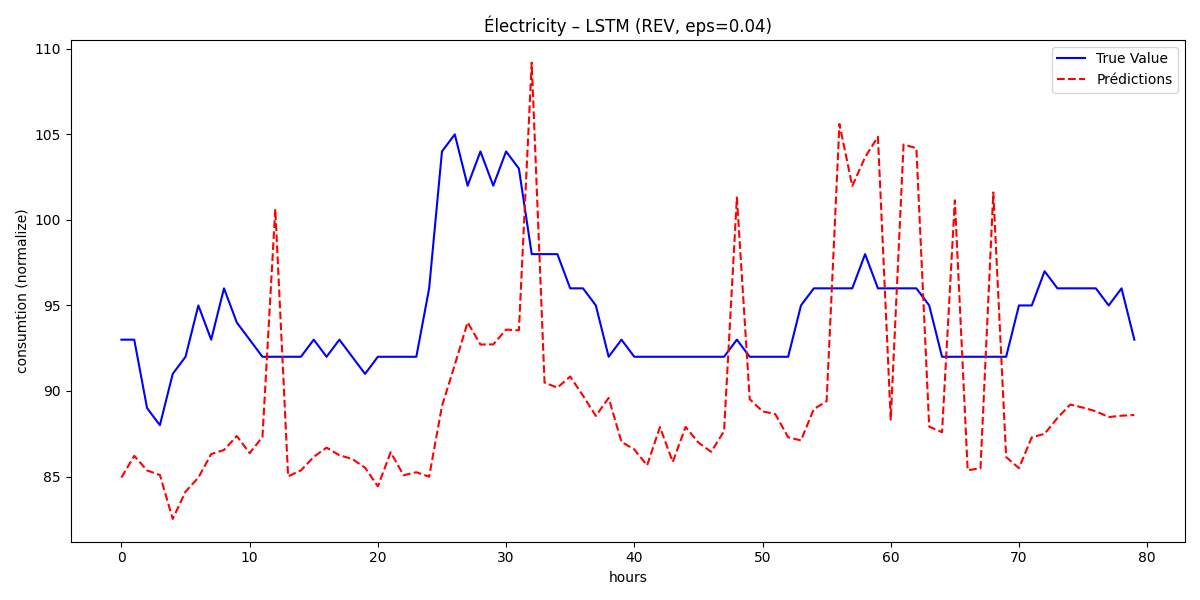 Électricity – LSTM (REV, eps=0.04)
True Value
Prédictions
consumtion (normalize)
110
105
100
95
90
85
0 10 20 30 40 50 60 70 80
hours